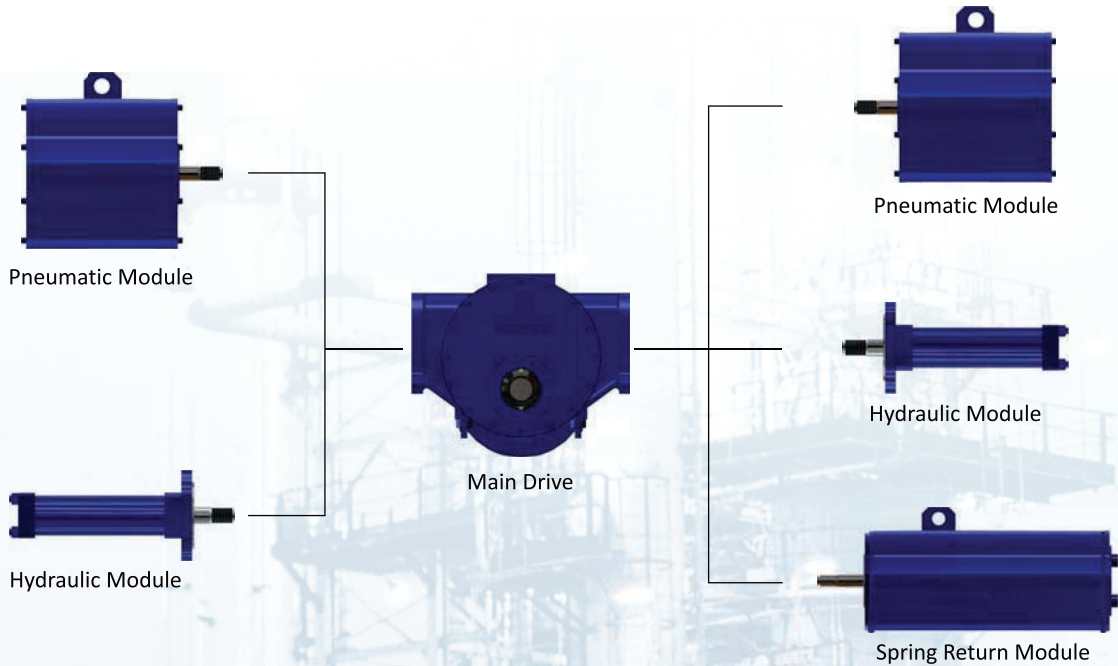 Pneumatic Module
Pneumatic Module
Main Drive
Hydraulic Module
Hydraulic Module
Spring Return Module